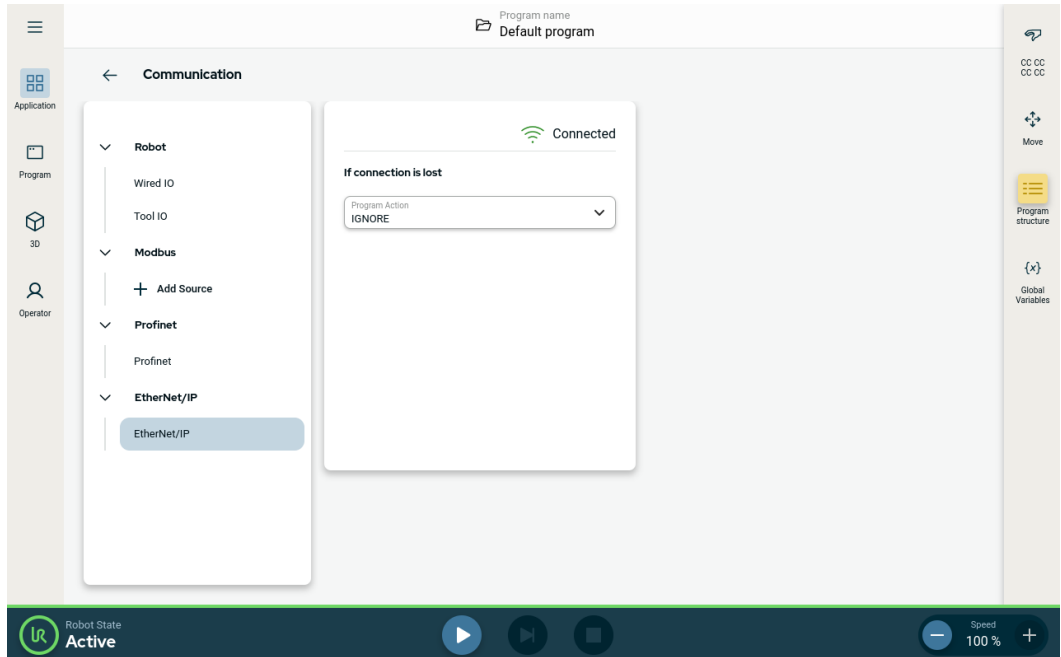 Program name
Default program
Communication
Application
Program
3D
Operator
Robot
Wired IO
Tool IO
Modbus
Add Source
Profinet
Profinet
EtherNet/IP
EtherNet/IP
Connected
If connection is lost
Program Action
IGNORE
CC CC
CC CC
Move
Program
structure
{x}
Global
Variables
UR
Robot State
Active
Speed
100 %